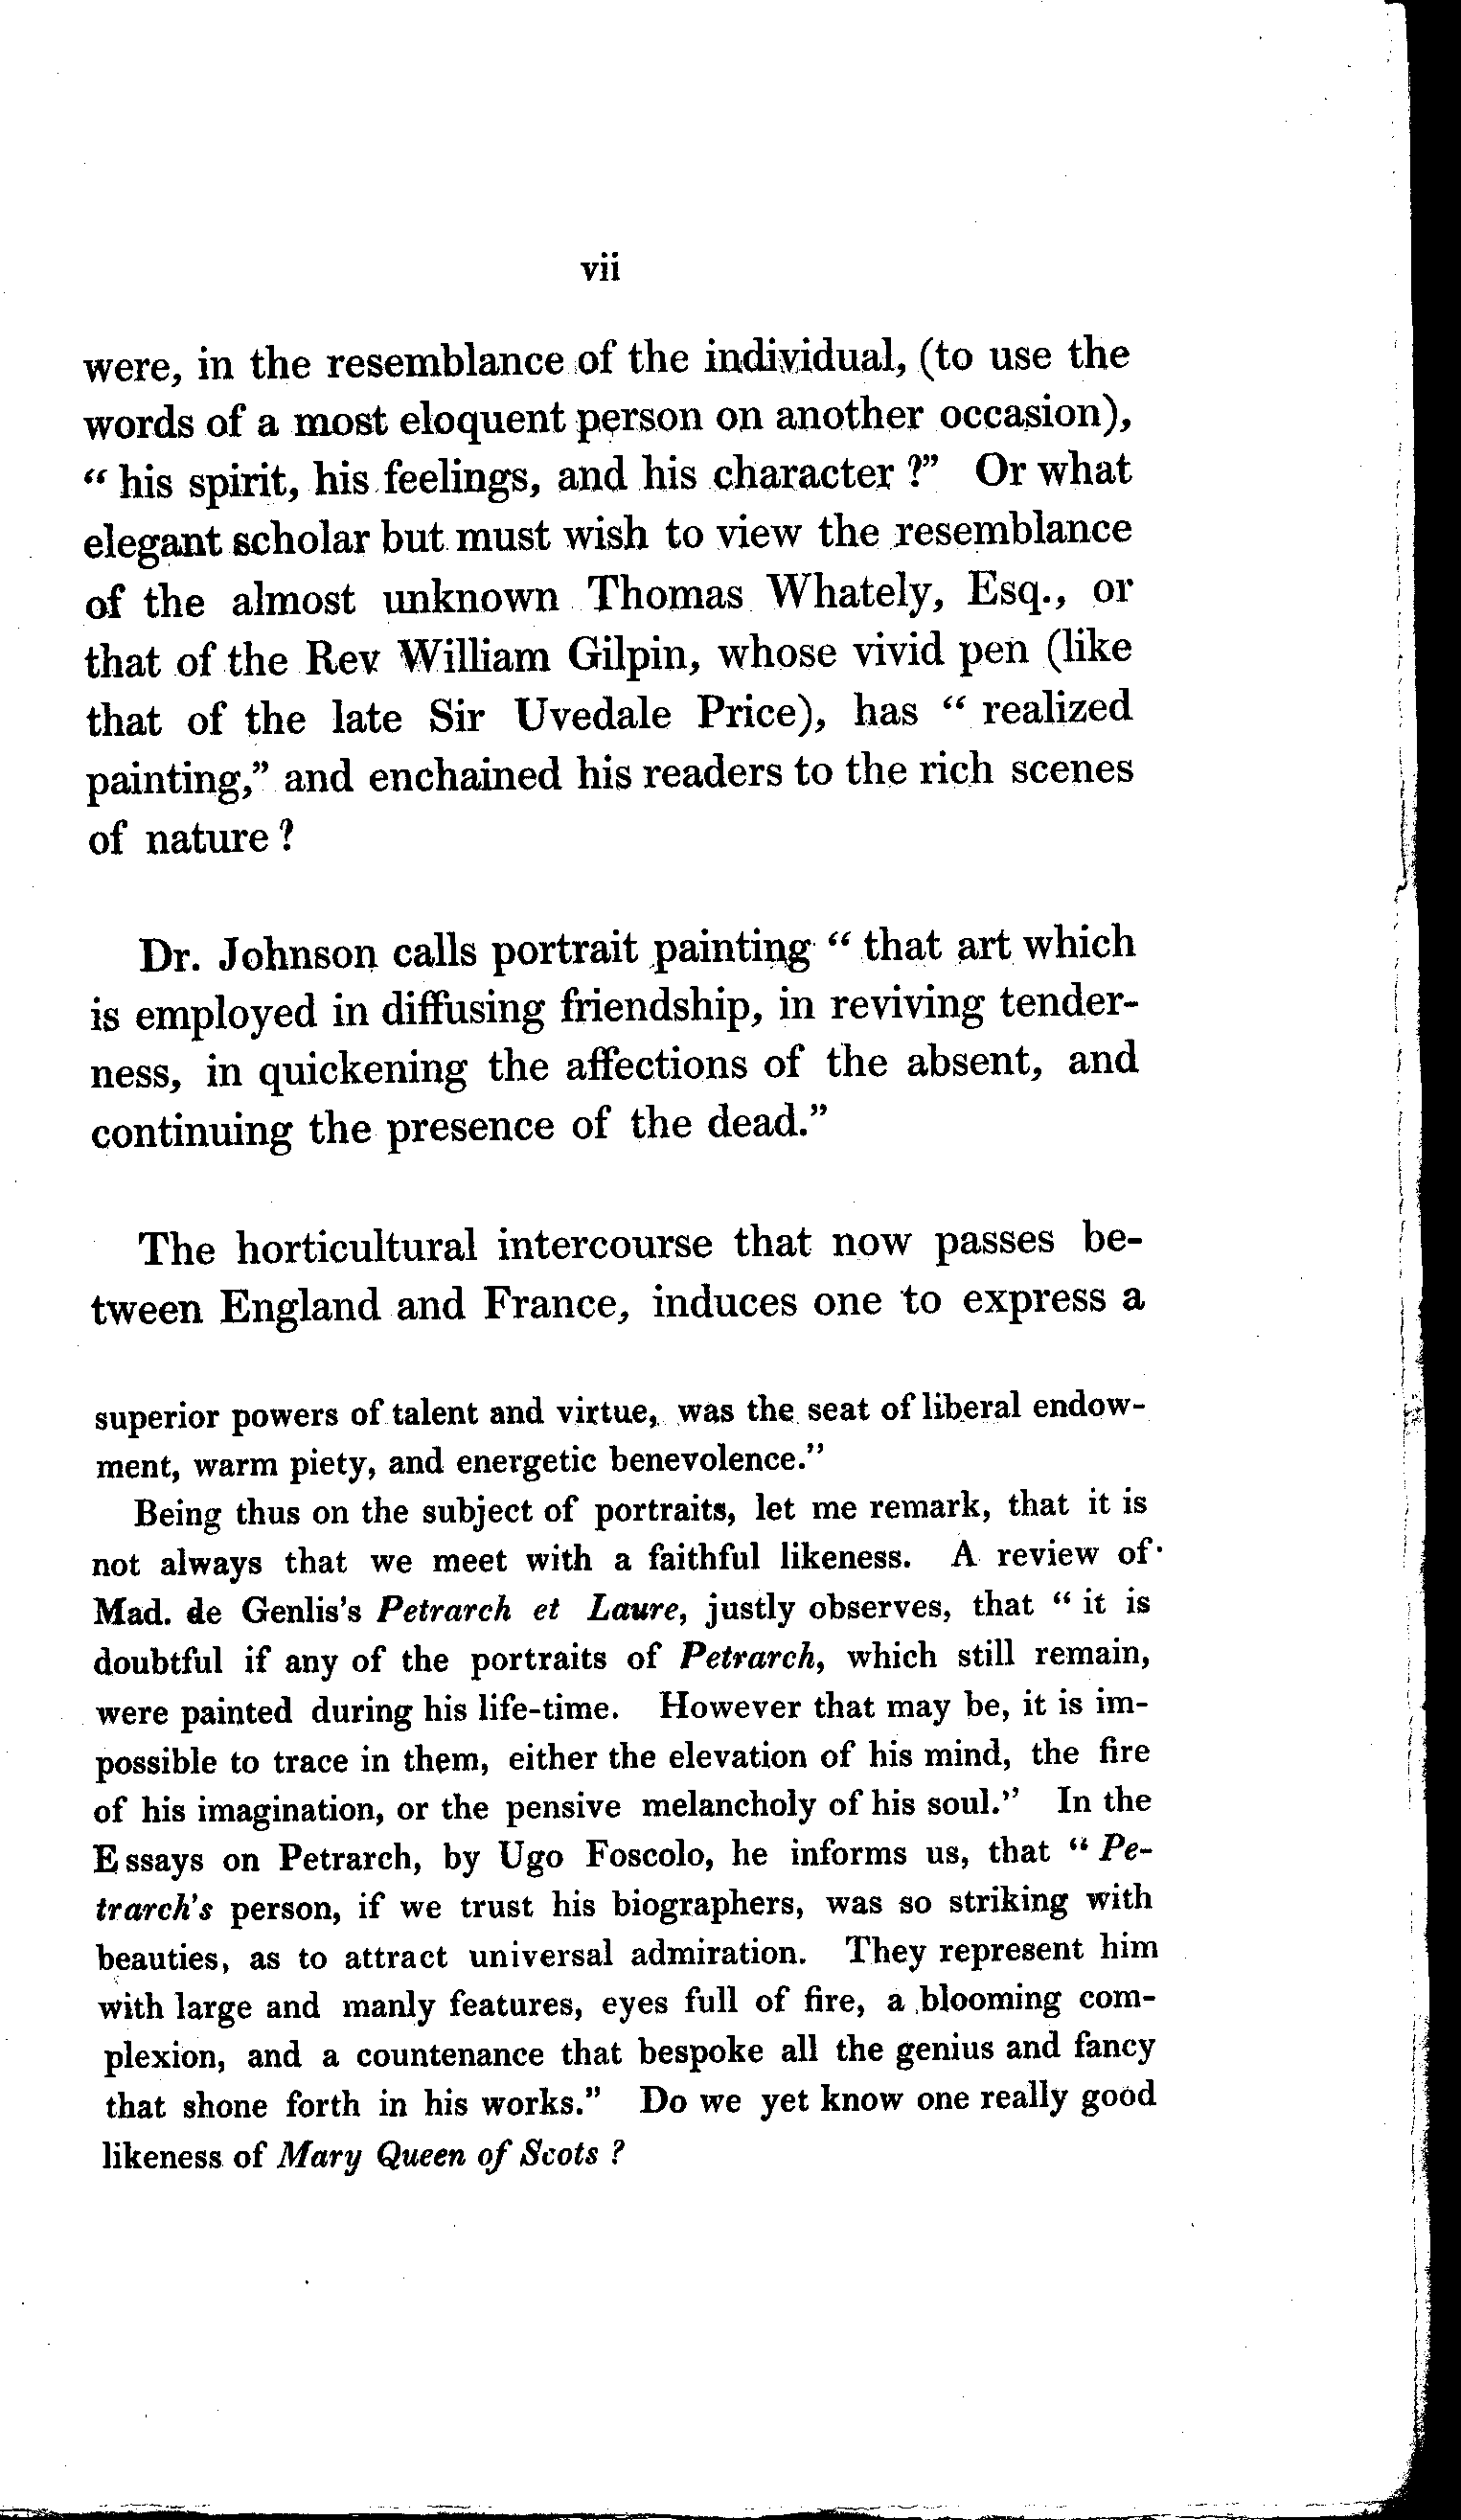 vii
were, in the resemblance of the individual, (to use the
words of a most eloquent person on another occasion),
“ his spirit, his feelings, and his character ?” Or what
elegant scholar but must wish to view the resemblance
of the almost unknown Thomas Whately, Esq., or
that of the Rev William Gilpin, whose vivid pen (like
that of the late Sir Uvedale Price), has “ realized
painting,” and enchained his readers to the rich scenes
of nature ?
Dr. Johnson calls portrait painting “ that art which
is employed in diffusing friendship, in reviving tender-
ness, in quickening the affections of the absent, and
continuing the presence of the dead.”
The horticultural intercourse that now passes be-
tween England and France, induces one to express a
superior powers of talent and virtue, was the seat of liberal endow-
ment, warm piety, and energetic benevolence.”
Being thus on the subject of portraits, let me remark, that it is
not always that we meet with a faithful likeness. A review of
Mad. de Genlis's Petrarch et Laure, justly observes, that “ it is
doubtful if any of the portraits of Petrarch, which still remain,
were painted during his life-time. However that may be, it is im-
possible to trace in them, either the elevation of his mind, the fire
of his imagination, or the pensive melancholy of his soul.” In the
Essays on Petrarch, by Ugo Foscolo, he informs us, that “ Pe-
trarch's person, if we trust his biographers, was so striking with
beauties, as to attract universal admiration. They represent him
with large and manly features, eyes full of fire, a blooming com-
plexion, and a countenance that bespoke all the genius and fancy
that shone forth in his works.” Do we yet know one really good
likeness of Mary Queen of Scots ?